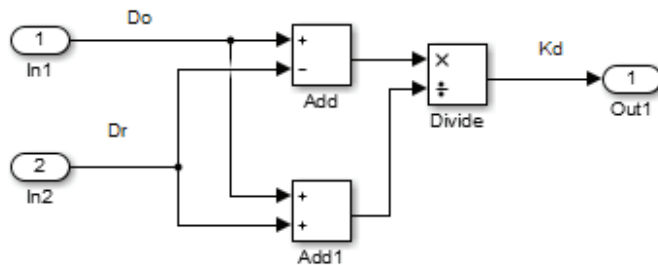 Do
1
In1
+
−
Add
×
÷
Divide
Kd
1
Out1
Dr
2
In2
+
+
Add1